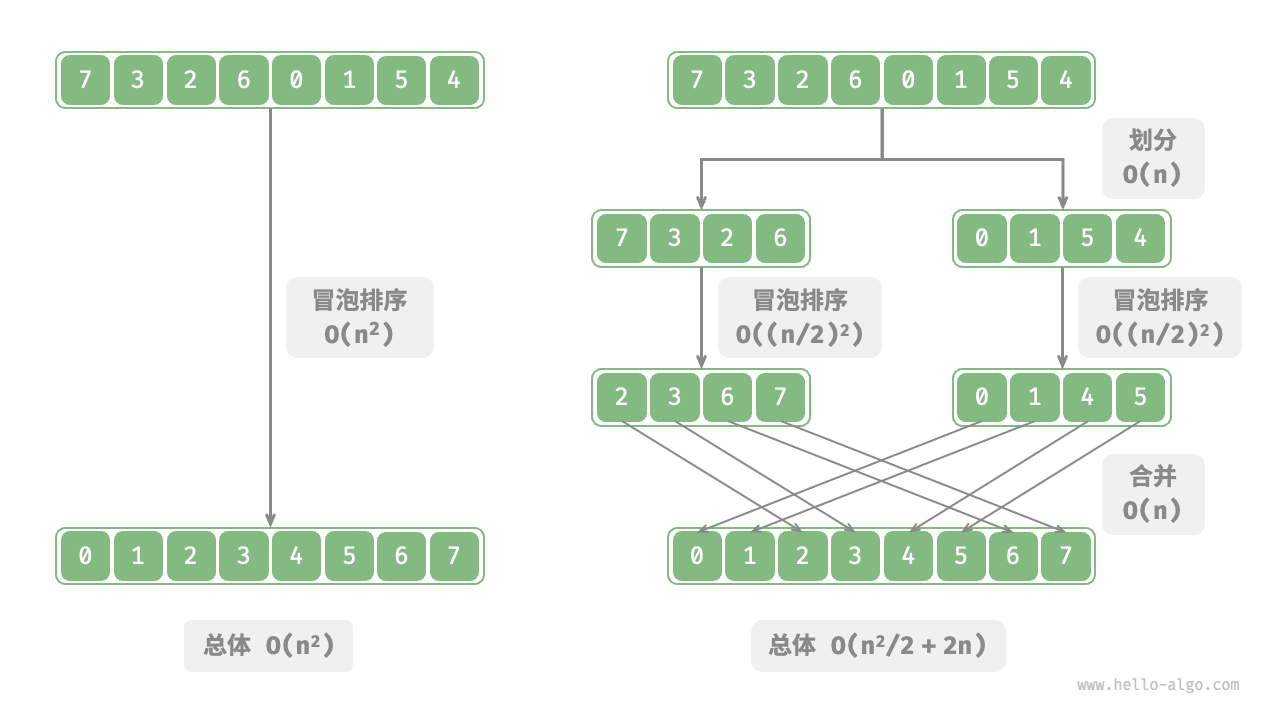 7 3 2 6 0 1 5 4
冒泡排序
O(n²)
0 1 2 3 4 5 6 7
总体 O(n²)
7 3 2 6 0 1 5 4
划分
O(n)
7 3 2 6
0 1 5 4
冒泡排序
O((n/2)²)
冒泡排序
O((n/2)²)
2 3 6 7
0 1 4 5
合并
O(n)
0 1 2 3 4 5 6 7
总体 O(n²/2 + 2n)
www.hello-algo.com